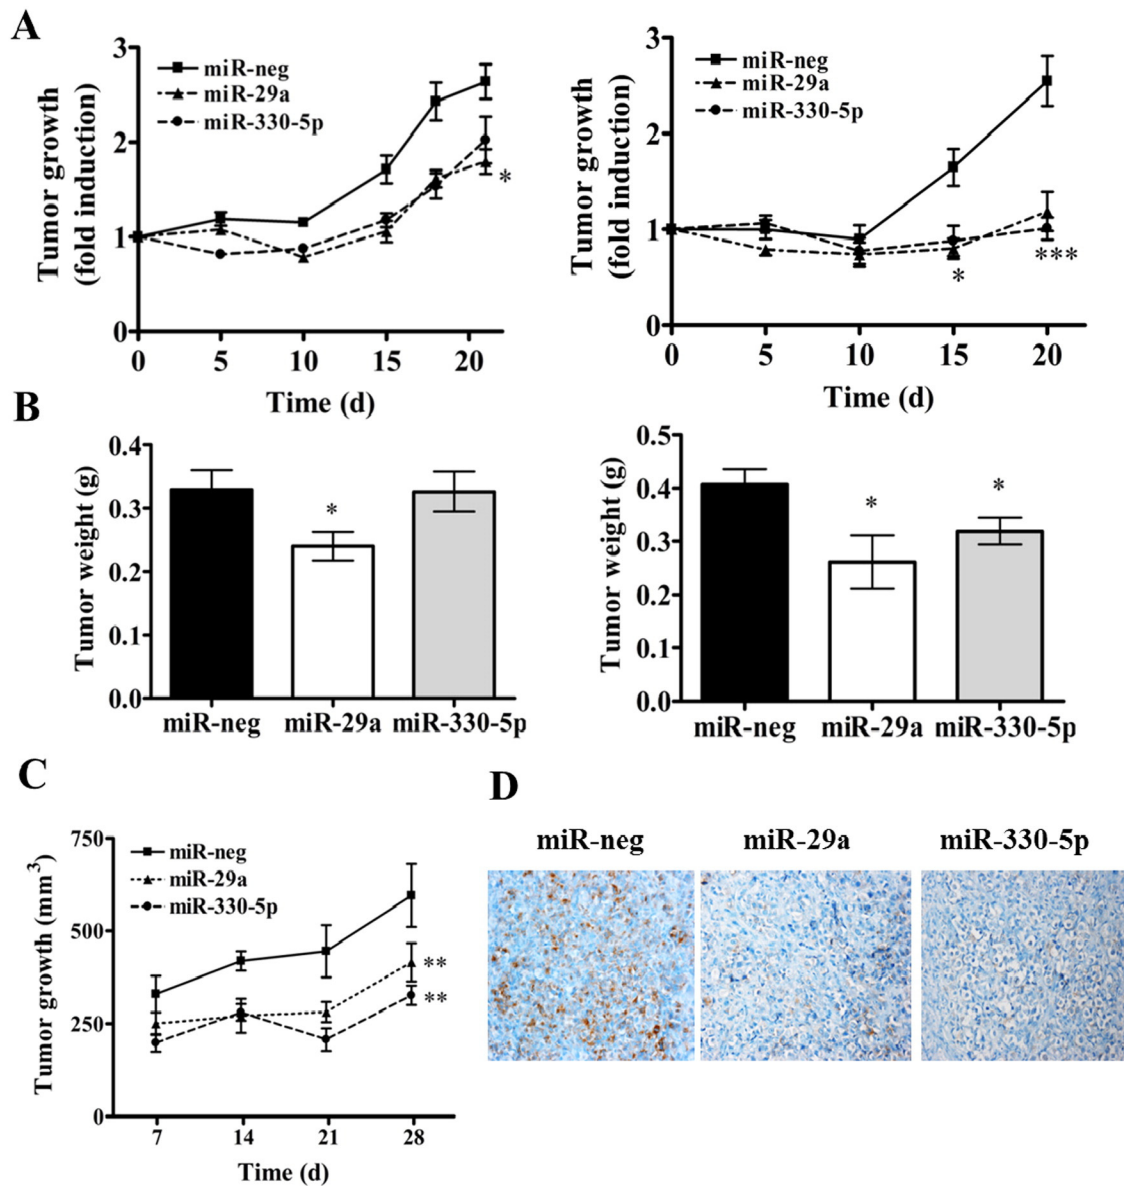 A
3
2
1
0
Tumor growth
(fold induction)
miR-neg
miR-29a
miR-330-5p
*
0 5 10 15 20
Time (d)
3
2
1
0
Tumor growth
(fold induction)
miR-neg
miR-29a
miR-330-5p
*
***
0 5 10 15 20
Time (d)
B
0.4
0.3
0.2
0.1
0.0
Tumor weight (g)
*
miR-neg miR-29a miR-330-5p
0.5
0.4
0.3
0.2
0.1
0.0
Tumor weight (g)
*
*
miR-neg miR-29a miR-330-5p
C
750
500
250
0
Tumor growth (mm3)
miR-neg
miR-29a
miR-330-5p
**
**
7 14 21 28
Time (d)
D
miR-neg miR-29a miR-330-5p